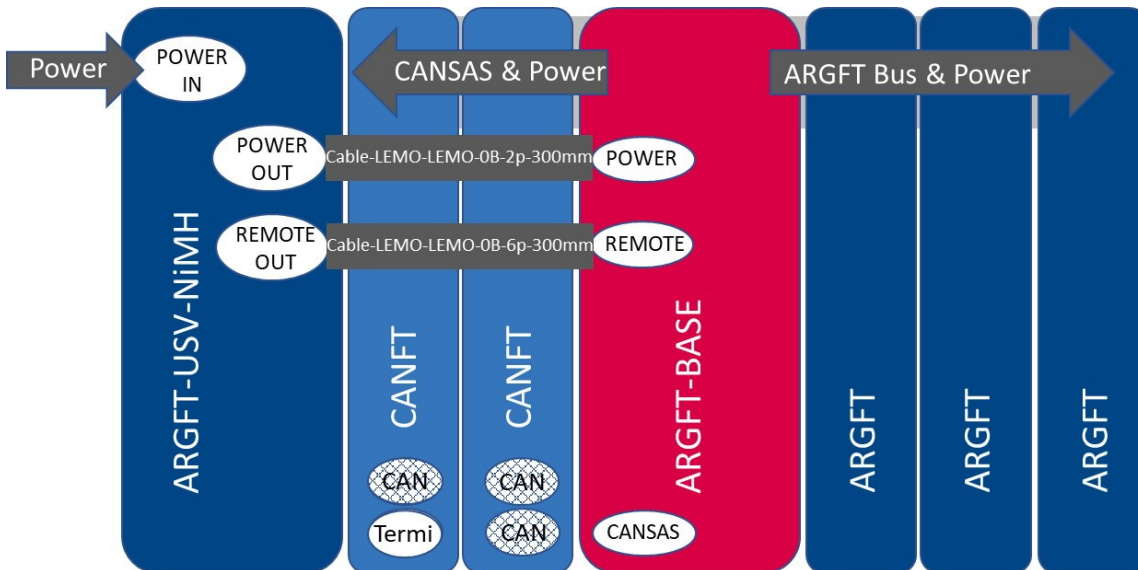 Power
POWER
IN
CANSAS & Power
ARGFT Bus & Power
POWER
OUT
Cable-LEMO-LEMO-0B-2p-300mm
POWER
REMOTE
OUT
Cable-LEMO-LEMO-0B-6p-300mm
REMOTE
ARGFT-USV-NiMH
CANFT
CANFT
ARGFT-BASE
ARGFT
ARGFT
ARGFT
CAN
CAN
Termi
CAN
CANSAS